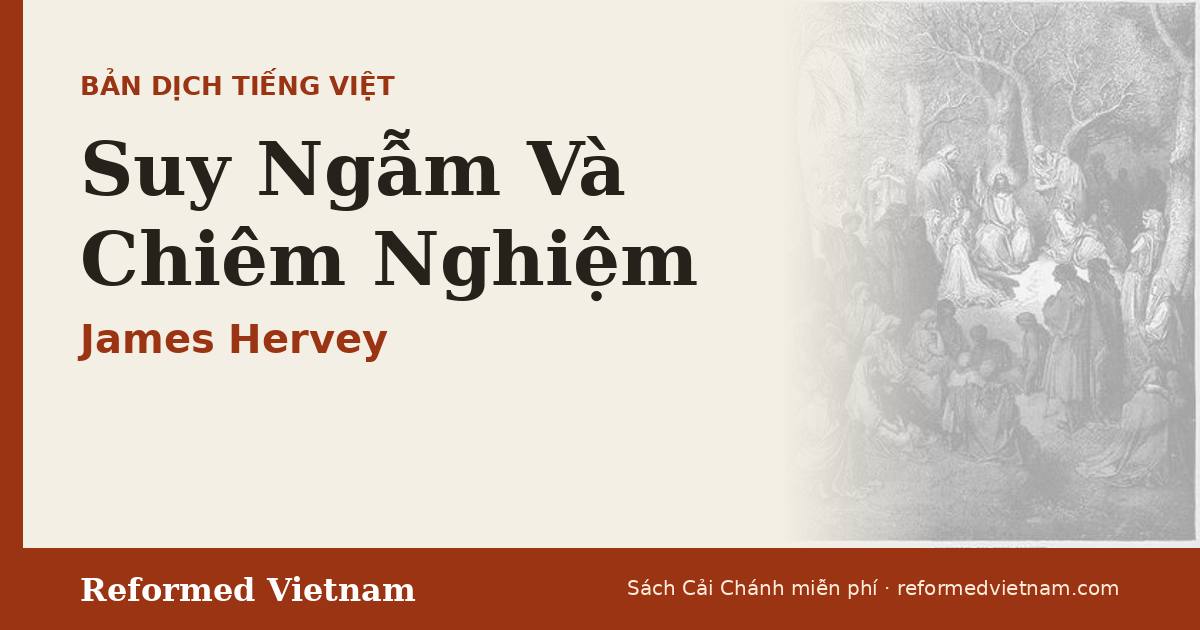 BẢN DỊCH TIẾNG VIỆT
Suy Ngẫm Và
Chiêm Nghiệm
James Hervey
Reformed Vietnam
Sách Cải Chánh miễn phí · reformedvietnam.com